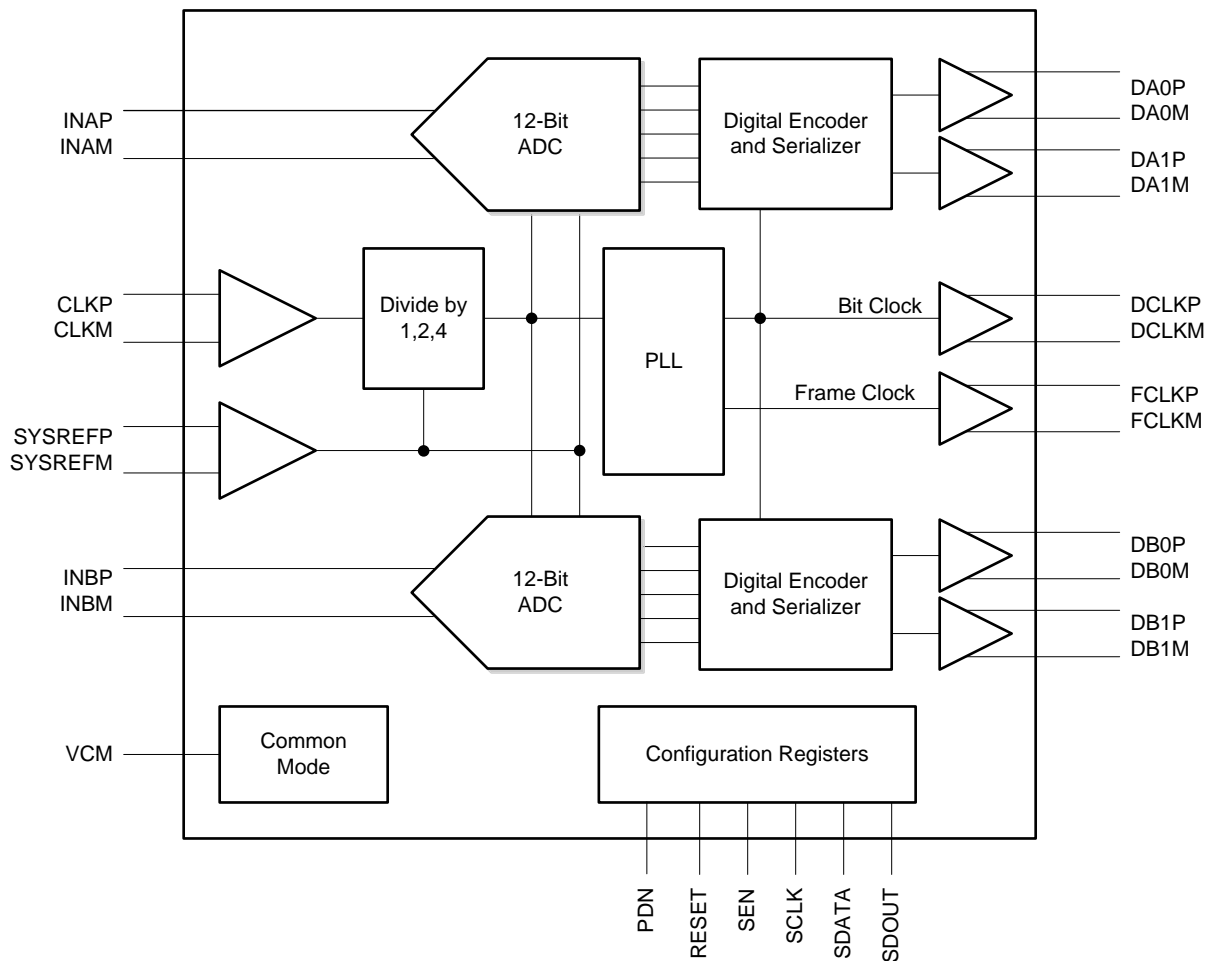 INAP
INAM
12-Bit
ADC
Digital Encoder
and Serializer
DA0P
DA0M
DA1P
DA1M
CLKP
CLKM
Divide by
1,2,4
PLL
Bit Clock
DCLKP
DCLKM
Frame Clock
FCLKP
FCLKM
SYSREFP
SYSREFM
INBP
INBM
12-Bit
ADC
Digital Encoder
and Serializer
DB0P
DB0M
DB1P
DB1M
VCM
Common
Mode
Configuration Registers
PDN
RESET
SEN
SCLK
SDATA
SDOUT